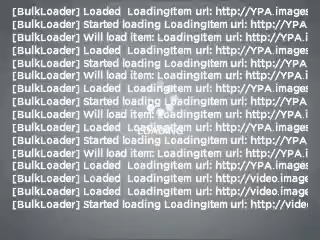 [BulkLoader] Loaded LoadingItem url: http://YPA.images
[BulkLoader] Started loading LoadingItem url: http://YPA
[BulkLoader] Will load item: LoadingItem url: http://YPA.i
[BulkLoader] Loaded LoadingItem url: http://YPA.images
[BulkLoader] Started loading LoadingItem url: http://YPA
[BulkLoader] Will load item: LoadingItem url: http://YPA.i
[BulkLoader] Loaded LoadingItem url: http://YPA.images
[BulkLoader] Started loading LoadingItem url: http://YPA
[BulkLoader] Will load item: LoadingItem url: http://YPA.i
[BulkLoader] Loaded LoadingItem url: http://YPA.images
LOADING
[BulkLoader] Started loading LoadingItem url: http://YPA
[BulkLoader] Will load item: LoadingItem url: http://YPA.i
[BulkLoader] Loaded LoadingItem url: http://YPA.images
[BulkLoader] Loaded LoadingItem url: http://video.image
[BulkLoader] Loaded LoadingItem url: http://video.image
[BulkLoader] Started loading LoadingItem url: http://vide